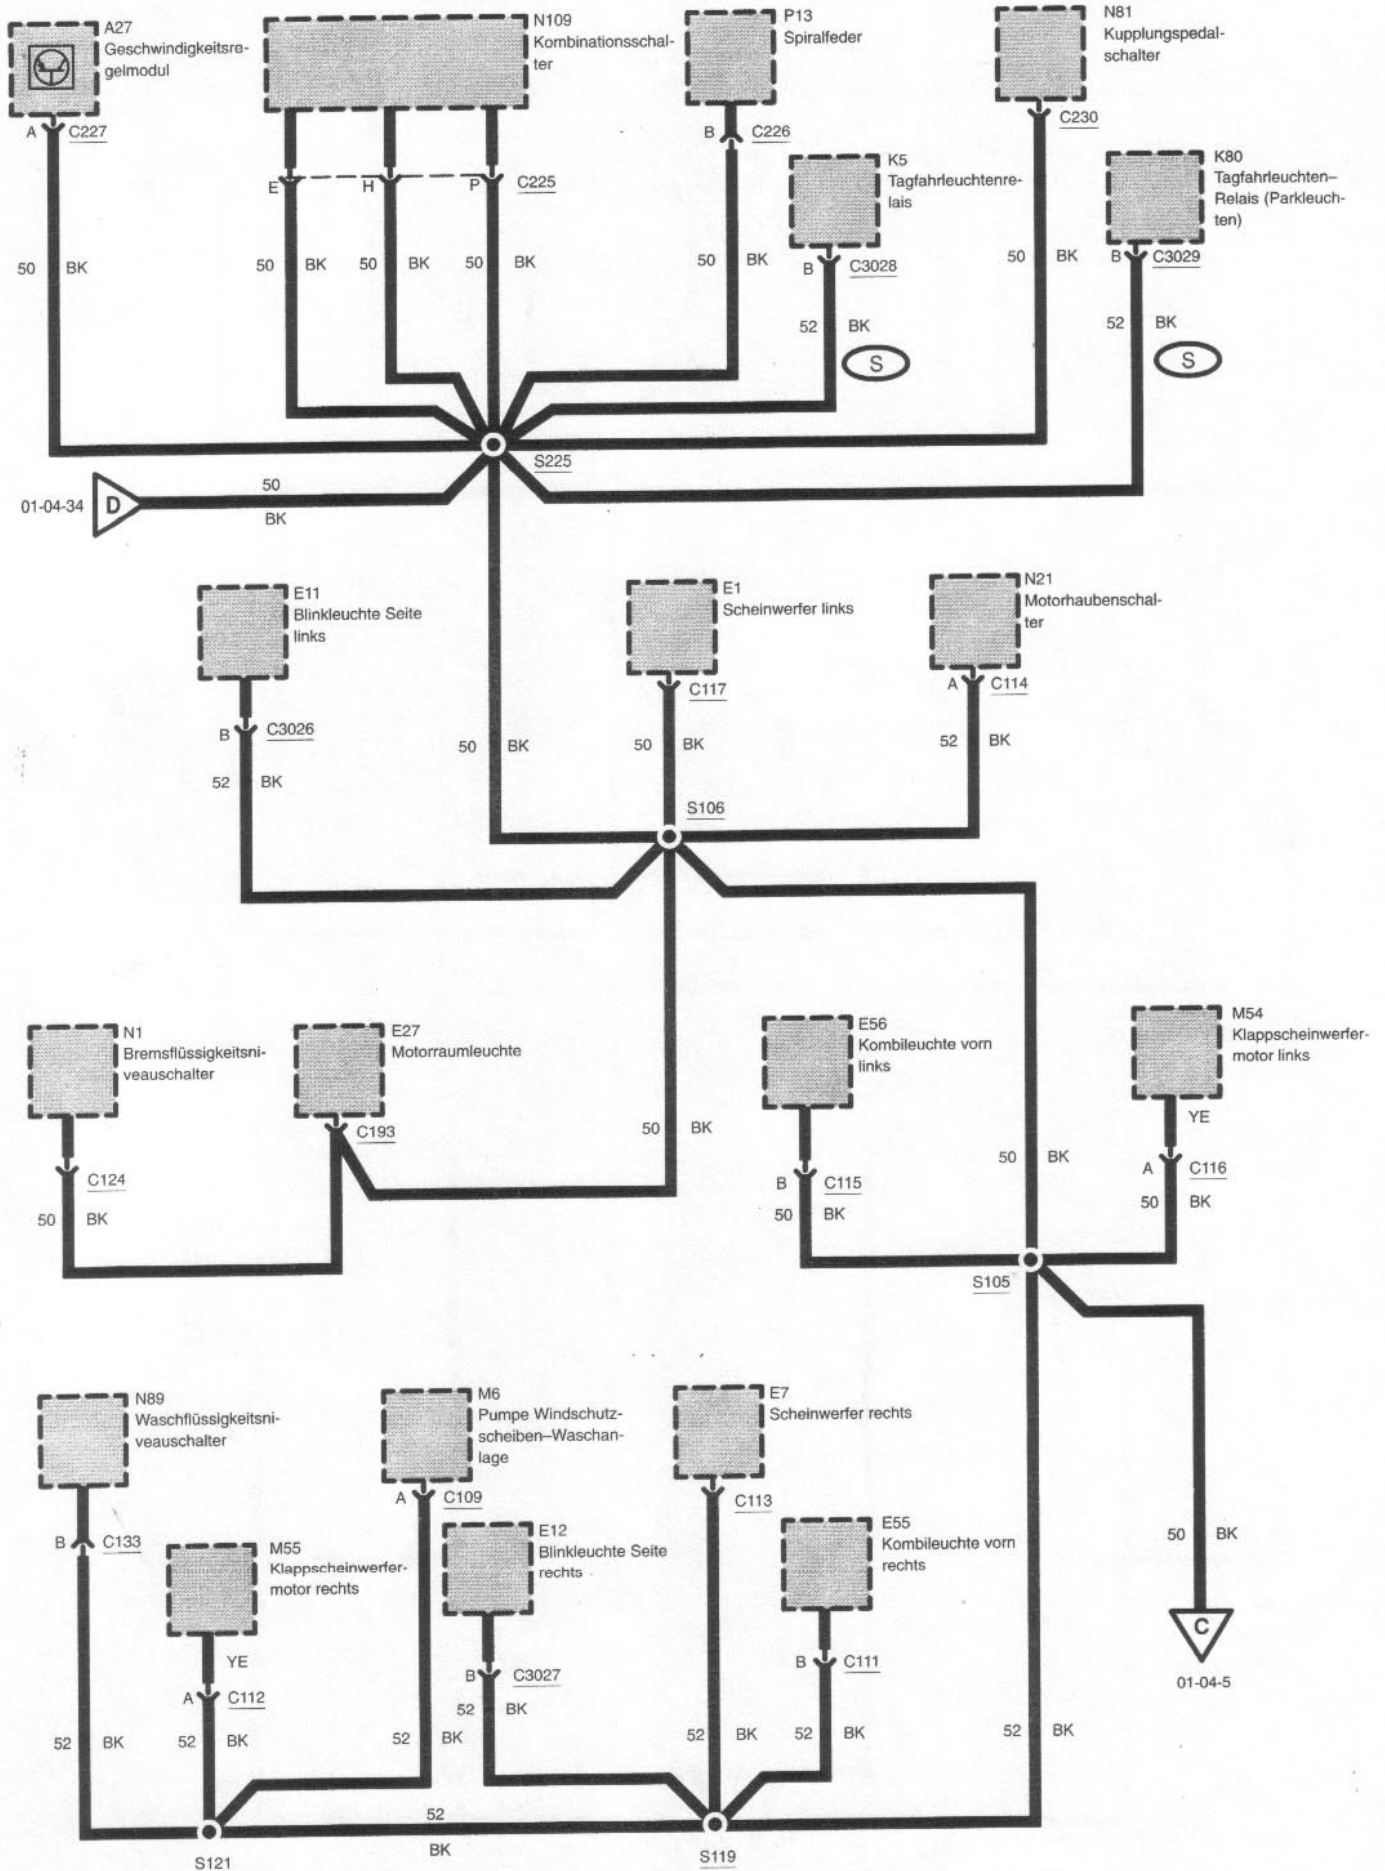 A27
Geschwindigkeitsre-
gelmodul
A C227
50 BK
N109
Kombinationsschal-
ter
E H P C225
50 BK 50 BK 50 BK
P13
Spiralfeder
B C226
50 BK
K5
Tagfahrleuchtenre-
lais
B C3028
52 BK
S
N81
Kupplungspedal-
schalter
C230
50 BK
K80
Tagfahrleuchten–
Relais (Parkleuch-
ten)
B C3029
52 BK
S
S225
01-04-34 D
50
BK
E11
Blinkleuchte Seite
links
B C3026
52 BK
50 BK
E1
Scheinwerfer links
C117
50 BK
N21
Motorhaubenschal-
ter
A C114
52 BK
S106
N1
Bremsflüssigkeitsni-
veauschalter
C124
50 BK
E27
Motorraumleuchte
C193
50 BK
E56
Kombileuchte vorn
links
B C115
50 BK
50 BK
M54
Klappscheinwerfer-
motor links
YE
A C116
50 BK
S105
N89
Waschflüssigkeitsni-
veauschalter
B C133
52 BK
M55
Klappscheinwerfer-
motor rechts
YE
A C112
52 BK
M6
Pumpe Windschutz-
scheiben–Waschan-
lage
A C109
52 BK
E12
Blinkleuchte Seite
rechts
B C3027
52 BK
E7
Scheinwerfer rechts
C113
52 BK
E55
Kombileuchte vorn
rechts
B C111
52 BK
52 BK
50 BK
C
01-04-5
52
BK
S121
S119